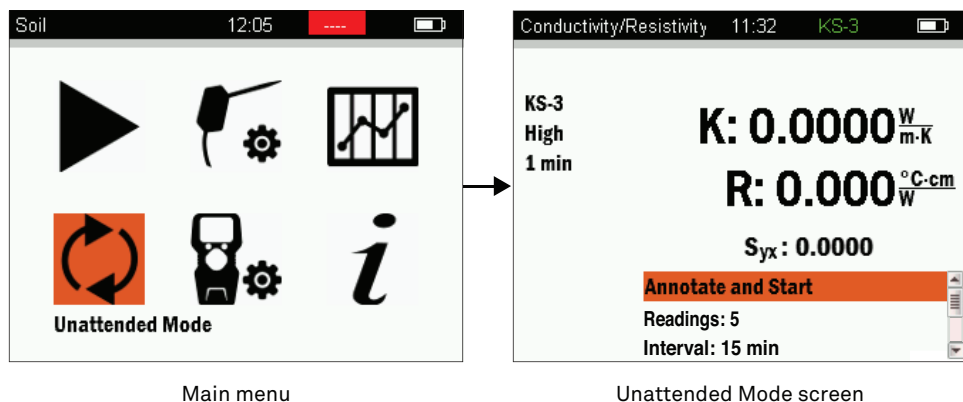 Soil 12:05 ----
Unattended Mode
Main menu
Conductivity/Resistivity 11:32 KS-3
KS-3
High
1 min
K: 0.0000 W/m·K
R: 0.000 °C·cm/W
Syx: 0.0000
Annotate and Start
Readings: 5
Interval: 15 min
Unattended Mode screen